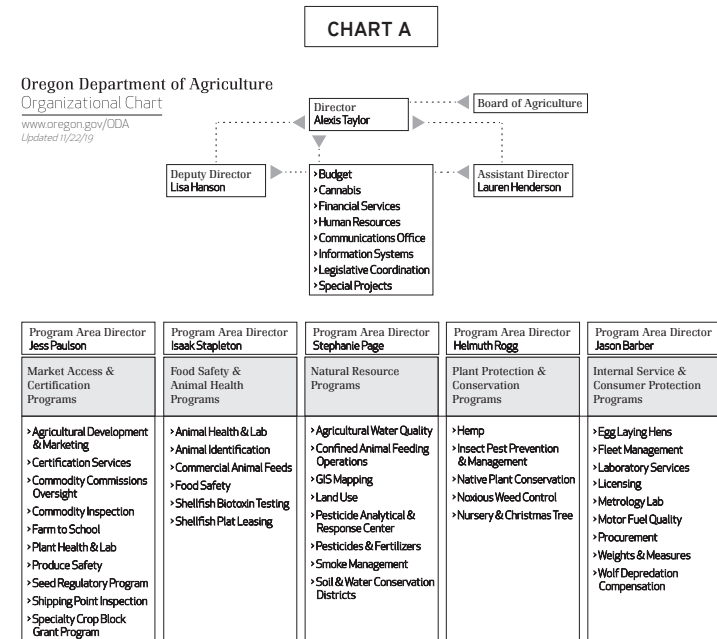 CHART A
Oregon Department of Agriculture
Organizational Chart
www.oregon.gov/ODA
Updated 11/22/19
Director
Alexis Taylor
Board of Agriculture
Deputy Director
Lisa Hanson
› Budget
› Cannabis
› Financial Services
› Human Resources
› Communications Office
› Information Systems
› Legislative Coordination
› Special Projects
Assistant Director
Lauren Henderson
Program Area Director
Jess Paulson
Market Access &
Certification
Programs
› Agricultural Development
& Marketing
› Certification Services
› Commodity Commissions
Oversight
› Commodity Inspection
› Farm to School
› Plant Health & Lab
› Produce Safety
› Seed Regulatory Program
› Shipping Point Inspection
› Specialty Crop Block
Grant Program
Program Area Director
Isaak Stapleton
Food Safety &
Animal Health
Programs
› Animal Health & Lab
› Animal Identification
› Commercial Animal Feeds
› Food Safety
› Shellfish Biotoxin Testing
› Shellfish Plat Leasing
Program Area Director
Stephanie Page
Natural Resource
Programs
› Agricultural Water Quality
› Confined Animal Feeding
Operations
› GIS Mapping
› Land Use
› Pesticide Analytical &
Response Center
› Pesticides & Fertilizers
› Smoke Management
› Soil & Water Conservation
Districts
Program Area Director
Helmuth Rogg
Plant Protection &
Conservation
Programs
› Hemp
› Insect Pest Prevention
& Management
› Native Plant Conservation
› Noxious Weed Control
› Nursery & Christmas Tree
Program Area Director
Jason Barber
Internal Service &
Consumer Protection
Programs
› Egg Laying Hens
› Fleet Management
› Laboratory Services
› Licensing
› Metrology Lab
› Motor Fuel Quality
› Procurement
› Weights & Measures
› Wolf Depredation
Compensation